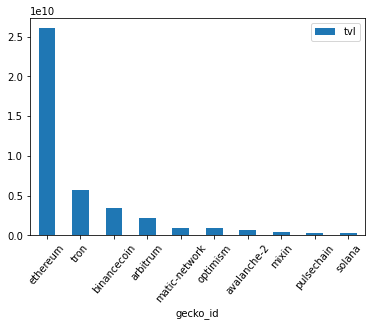 1e10
tvl
2.5
2.0
1.5
1.0
0.5
0.0
ethereum
tron
binancecoin
arbitrum
matic-network
optimism
avalanche-2
mixin
pulsechain
solana
gecko_id